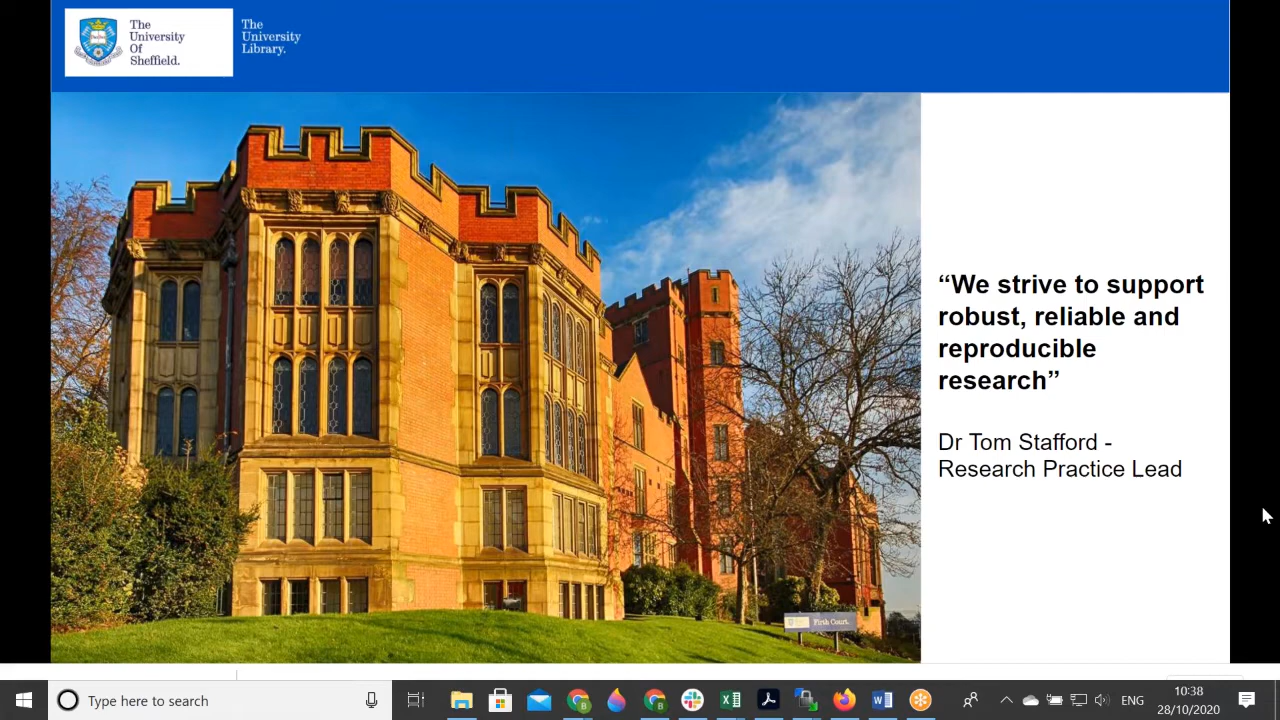 The
University
Of
Sheffield.
The
University
Library.
“We strive to support
robust, reliable and
reproducible
research”
Dr Tom Stafford -
Research Practice Lead
Firth Court.
Type here to search
ENG
10:38
28/10/2020